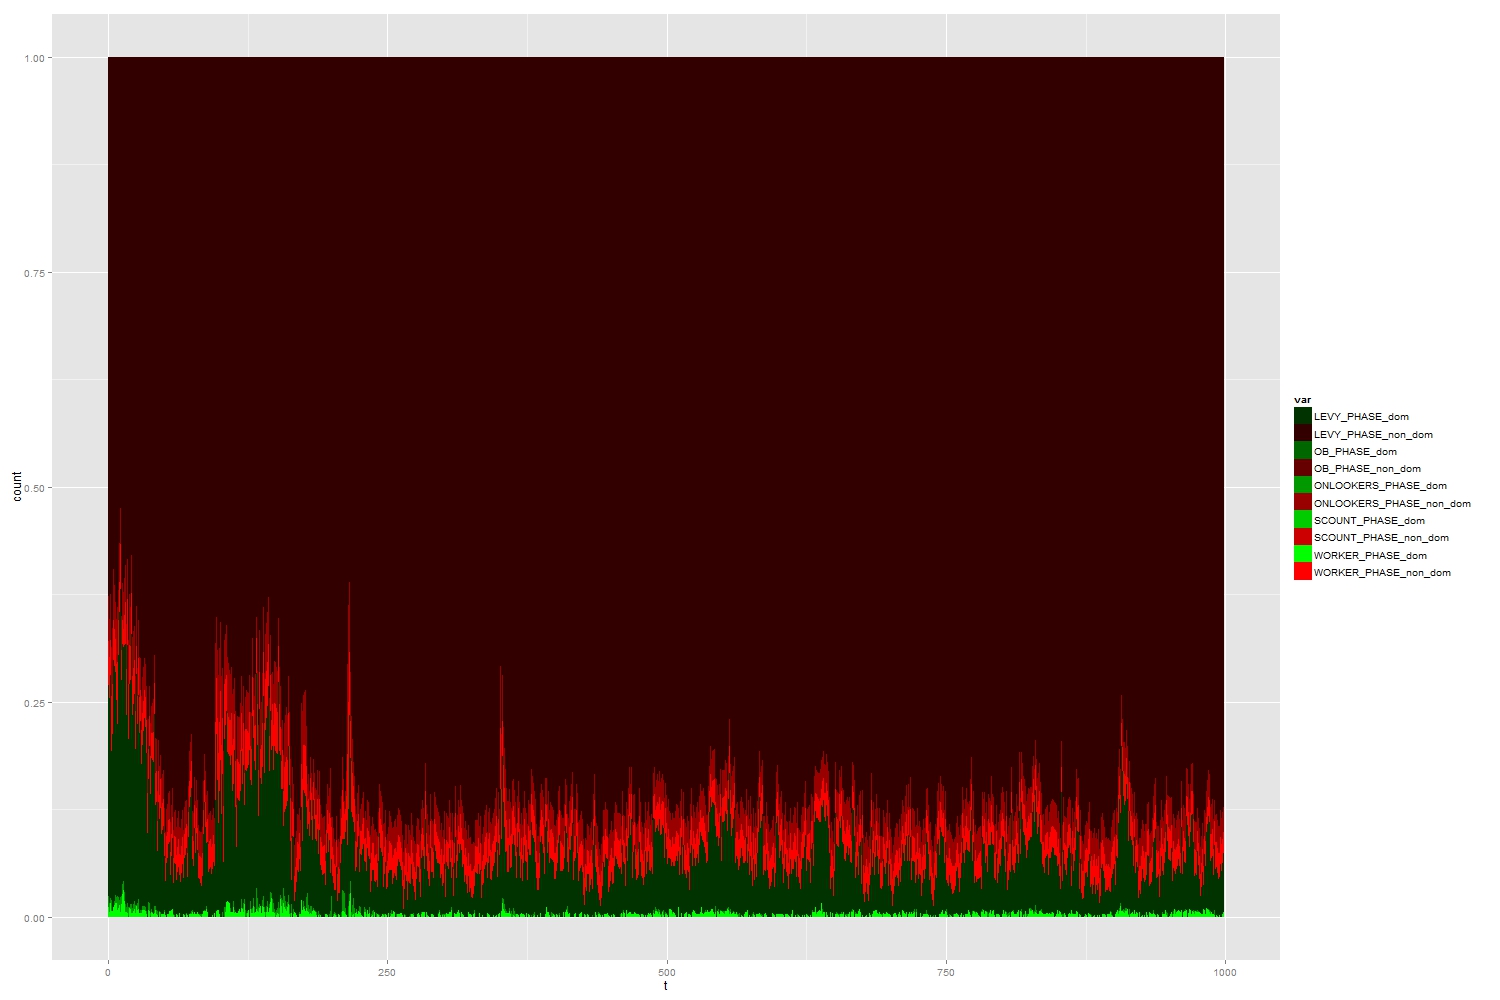 1.00
0.75
0.50
0.25
0.00
count
0
250
500
750
1000
t
var
LEVY_PHASE_dom
LEVY_PHASE_non_dom
OB_PHASE_dom
OB_PHASE_non_dom
ONLOOKERS_PHASE_dom
ONLOOKERS_PHASE_non_dom
SCOUNT_PHASE_dom
SCOUNT_PHASE_non_dom
WORKER_PHASE_dom
WORKER_PHASE_non_dom